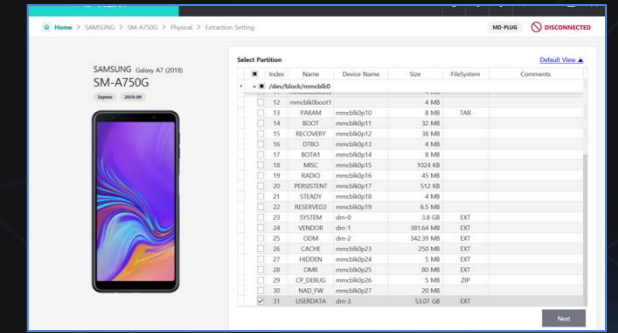 Home > SAMSUNG > SM-A750G > Physical > Extraction Setting
MD-PLUG DISCONNECTED
SAMSUNG Galaxy A7 (2018)
SM-A750G
Exynos 2018-09
Select Partition Default View ▲
Index Name Device Name Size FileSystem Comments
/dev/block/mmcblk0
12 mmcblk0boot1 4 MB
13 PARAM mmcblk0p10 8 MB TAR
14 BOOT mmcblk0p11 32 MB
15 RECOVERY mmcblk0p12 38 MB
16 DTBO mmcblk0p13 4 MB
17 BOTA1 mmcblk0p14 8 MB
18 MISC mmcblk0p15 1024 KB
19 RADIO mmcblk0p16 45 MB
20 PERSISTENT mmcblk0p17 512 KB
21 STEADY mmcblk0p18 4 MB
22 RESERVED2 mmcblk0p19 6.5 MB
23 SYSTEM dm-0 3.8 GB EXT
24 VENDOR dm-1 381.64 MB EXT
25 ODM dm-2 342.39 MB EXT
26 CACHE mmcblk0p23 250 MB EXT
27 HIDDEN mmcblk0p24 5 MB EXT
28 OMR mmcblk0p25 80 MB EXT
29 CP_DEBUG mmcblk0p26 5 MB ZIP
30 NAD_FW mmcblk0p27 20 MB
31 USERDATA dm-3 53.07 GB EXT
Next